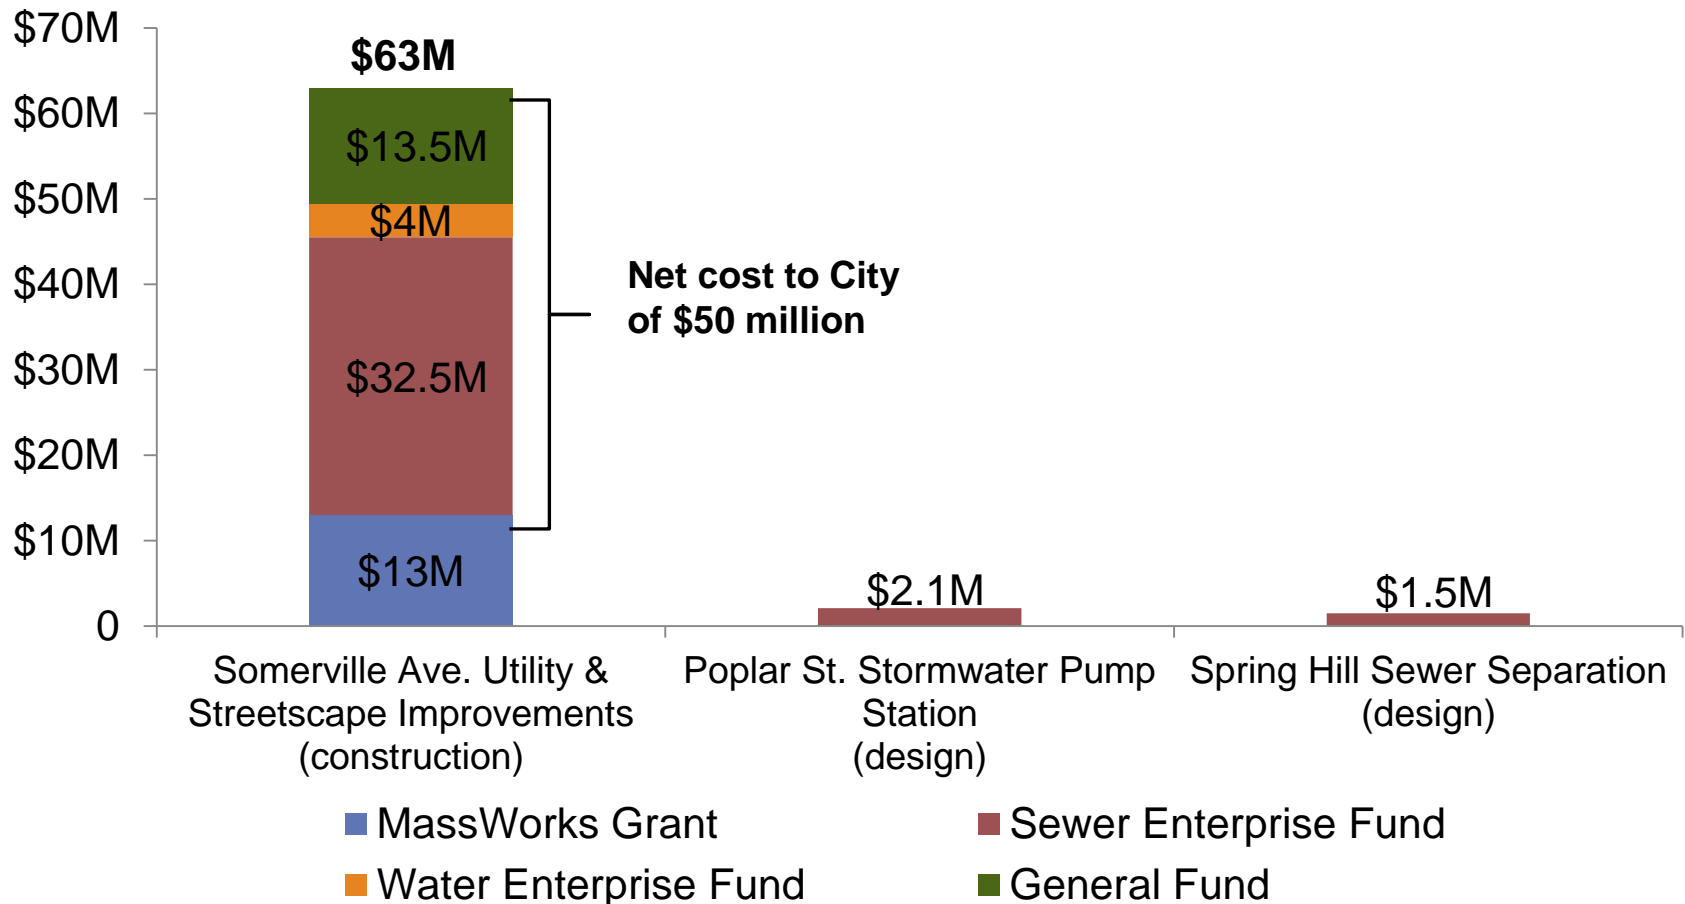 $70M
$60M
$50M
$40M
$30M
$20M
$10M
0
$63M
$13.5M
$4M
$32.5M
$13M
Net cost to City
of $50 million
$2.1M
$1.5M
Somerville Ave. Utility &
Streetscape Improvements
(construction)
Poplar St. Stormwater Pump
Station
(design)
Spring Hill Sewer Separation
(design)
MassWorks Grant
Sewer Enterprise Fund
Water Enterprise Fund
General Fund